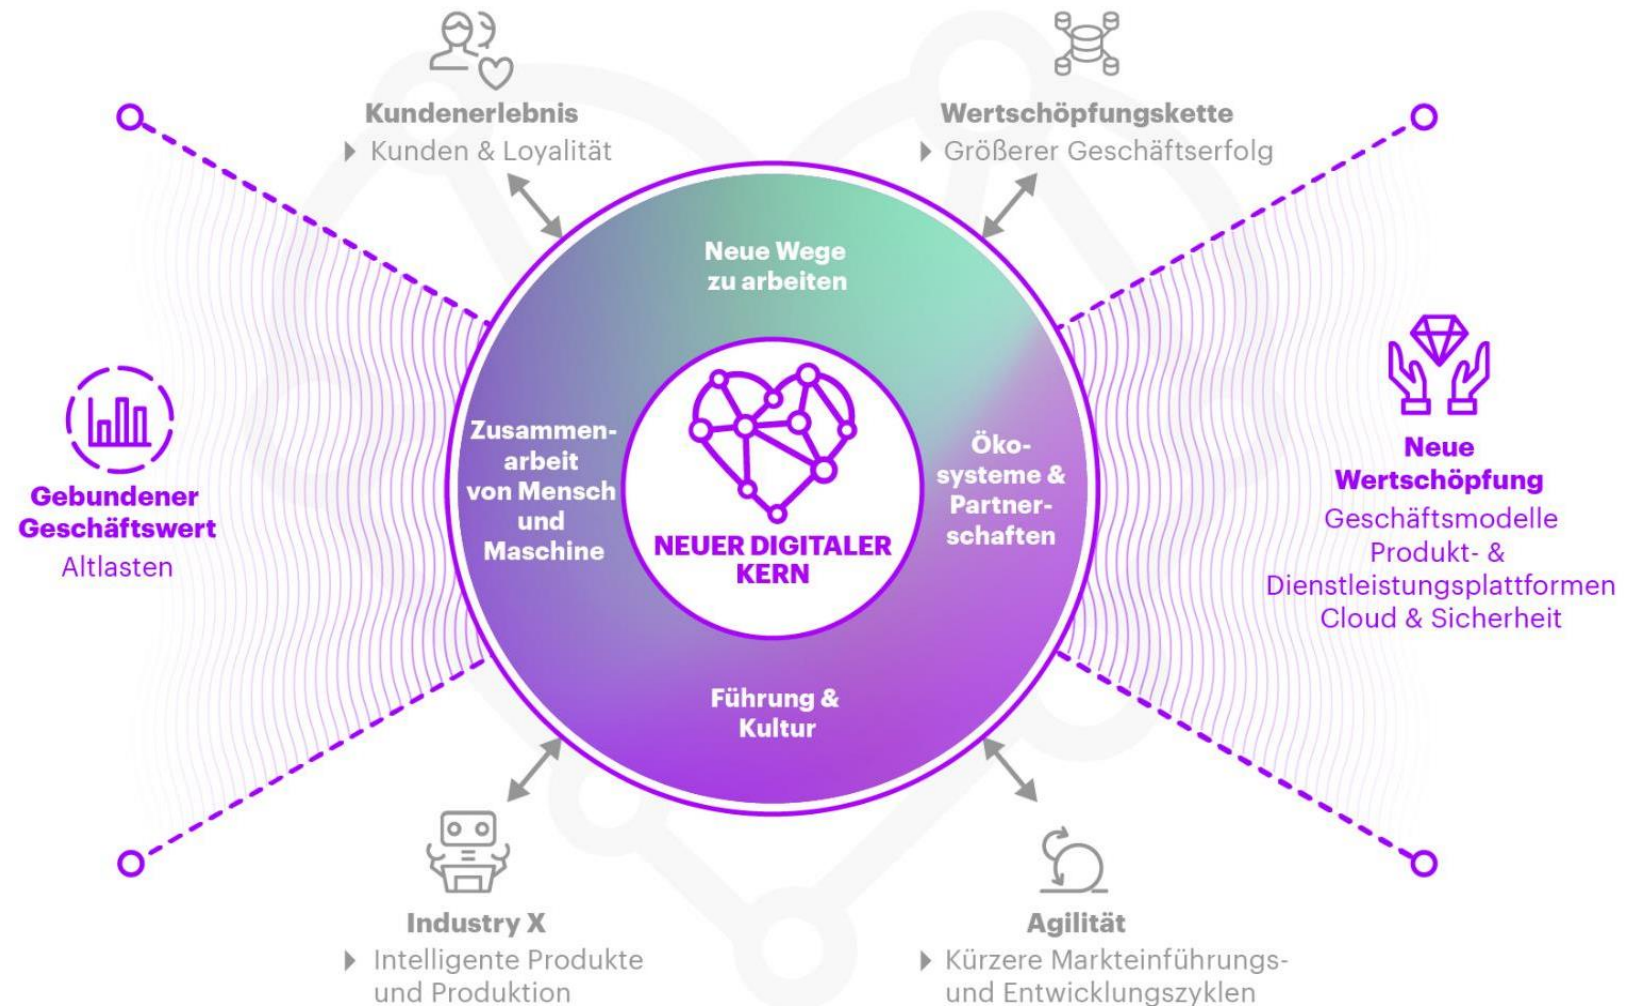 Kundenerlebnis
Kunden & Loyalität
Wertschöpfungskette
Größerer Geschäftserfolg
Neue Wege
zu arbeiten
Gebundener
Geschäftswert
Altlasten
Zusammen-
arbeit
von Mensch
und
Maschine
NEUER DIGITALER
KERN
Öko-
systeme &
Partner-
schaften
Neue
Wertschöpfung
Geschäftsmodelle
Produkt- &
Dienstleistungsplattformen
Cloud & Sicherheit
Führung &
Kultur
Industry X
Intelligente Produkte
und Produktion
Agilität
Kürzere Markteinführungs-
und Entwicklungszyklen